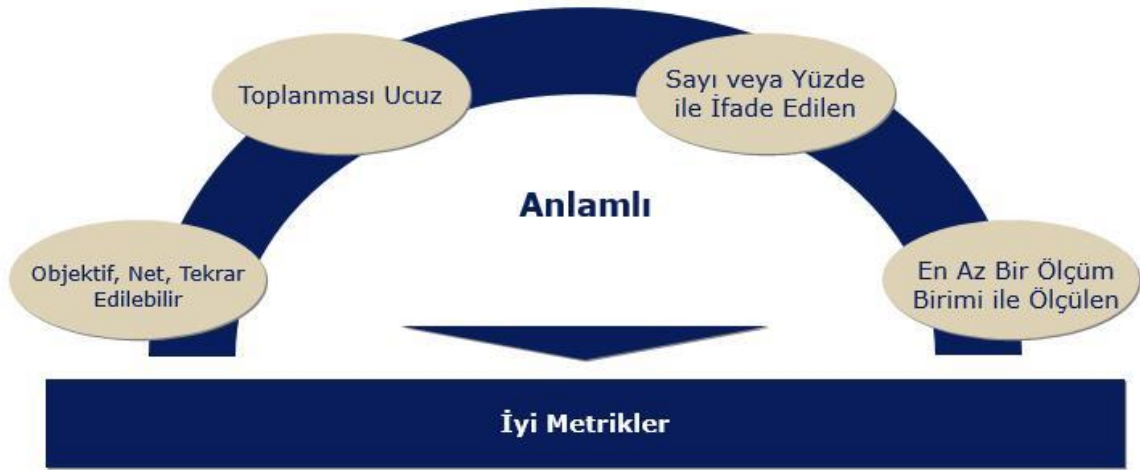 Toplanması Ucuz
Sayı veya Yüzde
ile İfade Edilen
Anlamlı
Objektif, Net, Tekrar
Edilebilir
En Az Bir Ölçüm
Birimi ile Ölçülen
İyi Metrikler